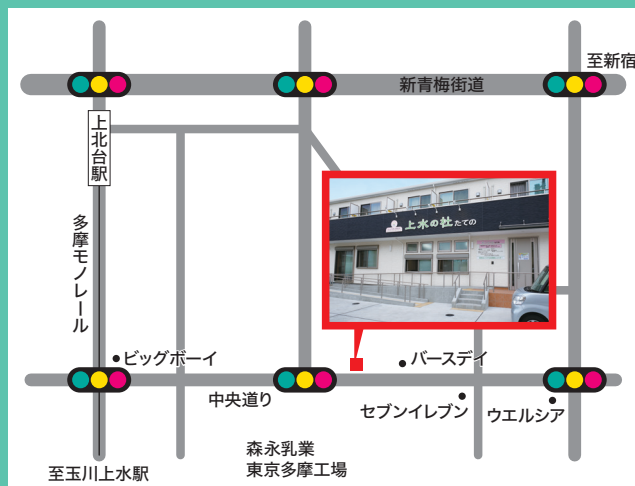 至新宿
新青梅街道
上北台駅
多摩モノレール
上水の社たての
ビッグボーイ
バースデイ
中央道り
セブンイレブン
ウエルシア
森永乳業
東京多摩工場
至玉川上水駅